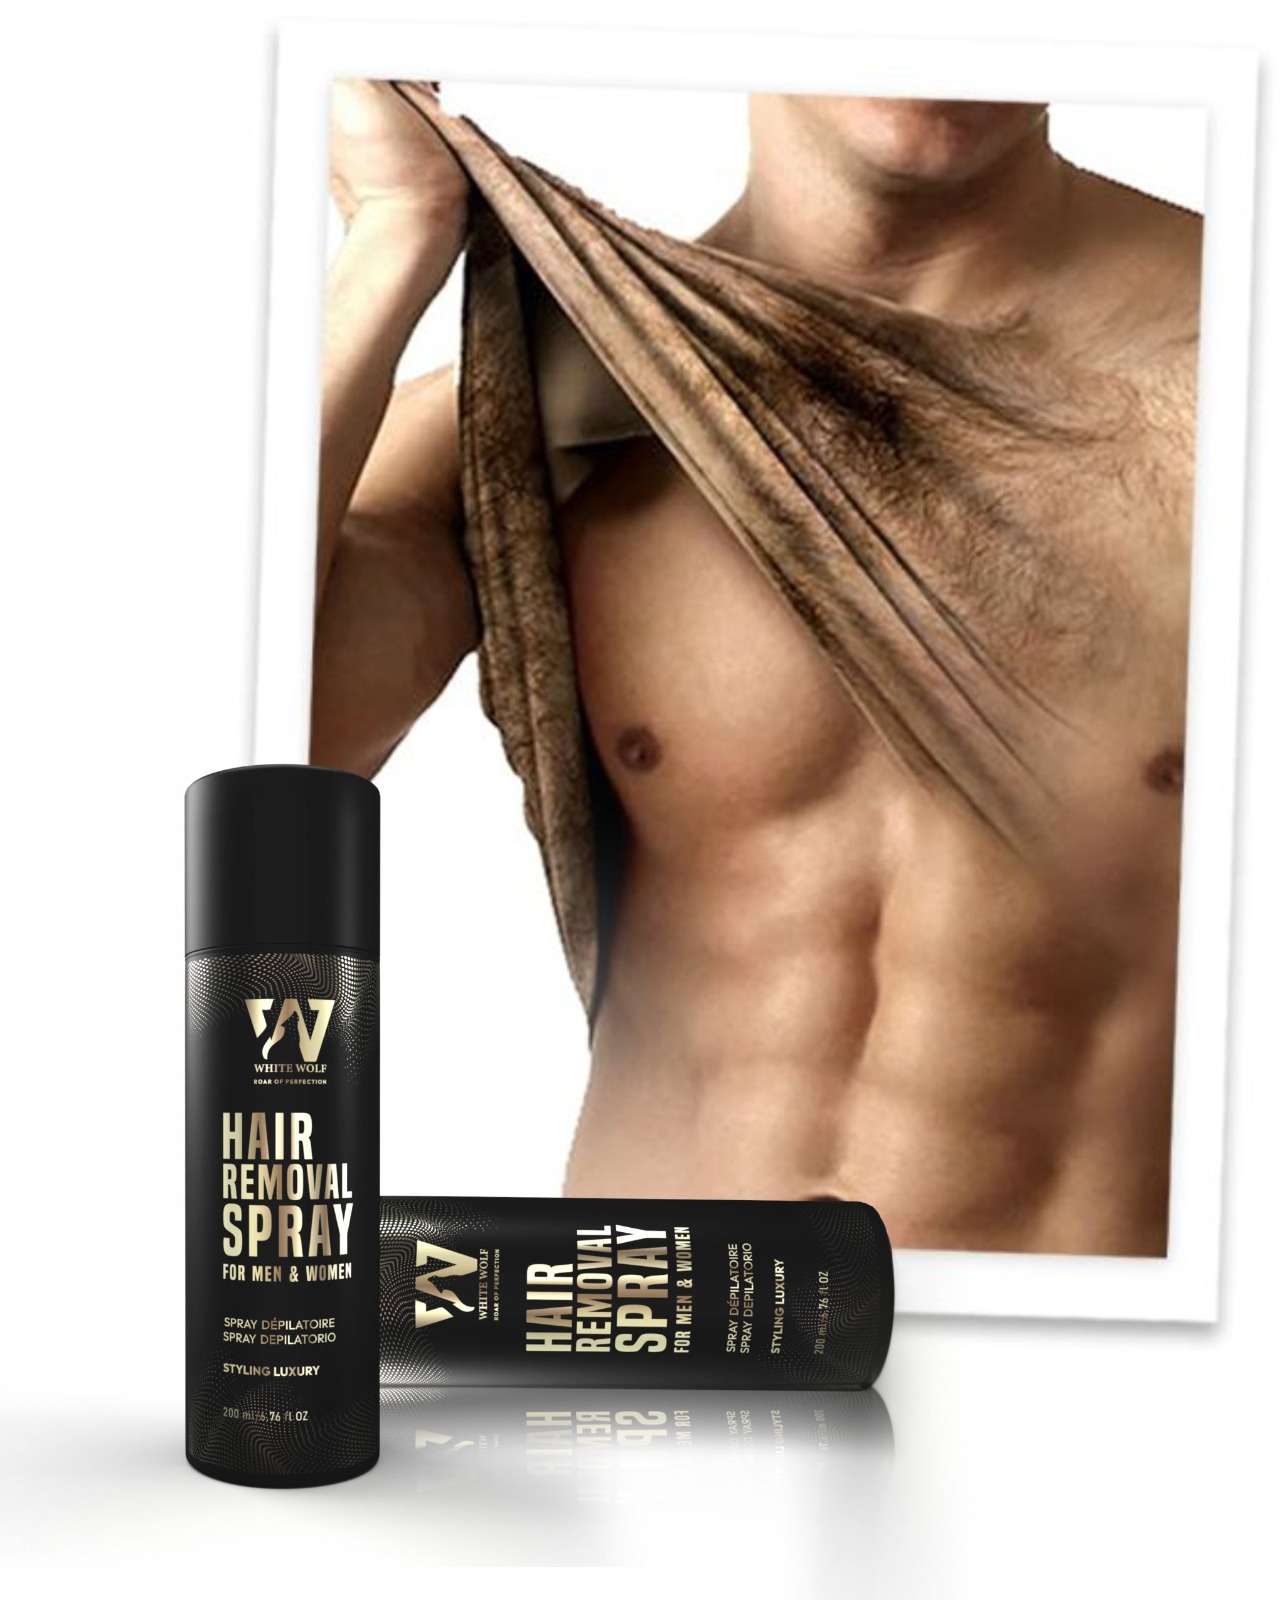 WHITE WOLF
ROAR OF PERFECTION
HAIR
REMOVAL
SPRAY
FOR MEN & WOMEN
SPRAY DÉPILATOIRE
SPRAY DEPILATORIO
STYLING LUXURY
200 ml/6,76 fl OZ
WHITE WOLF
ROAR OF PERFECTION
HAIR
REMOVAL
SPRAY
FOR MEN & WOMEN
SPRAY DÉPILATOIRE
SPRAY DEPILATORIO
STYLING LUXURY
200 ml/6,76 fl OZ